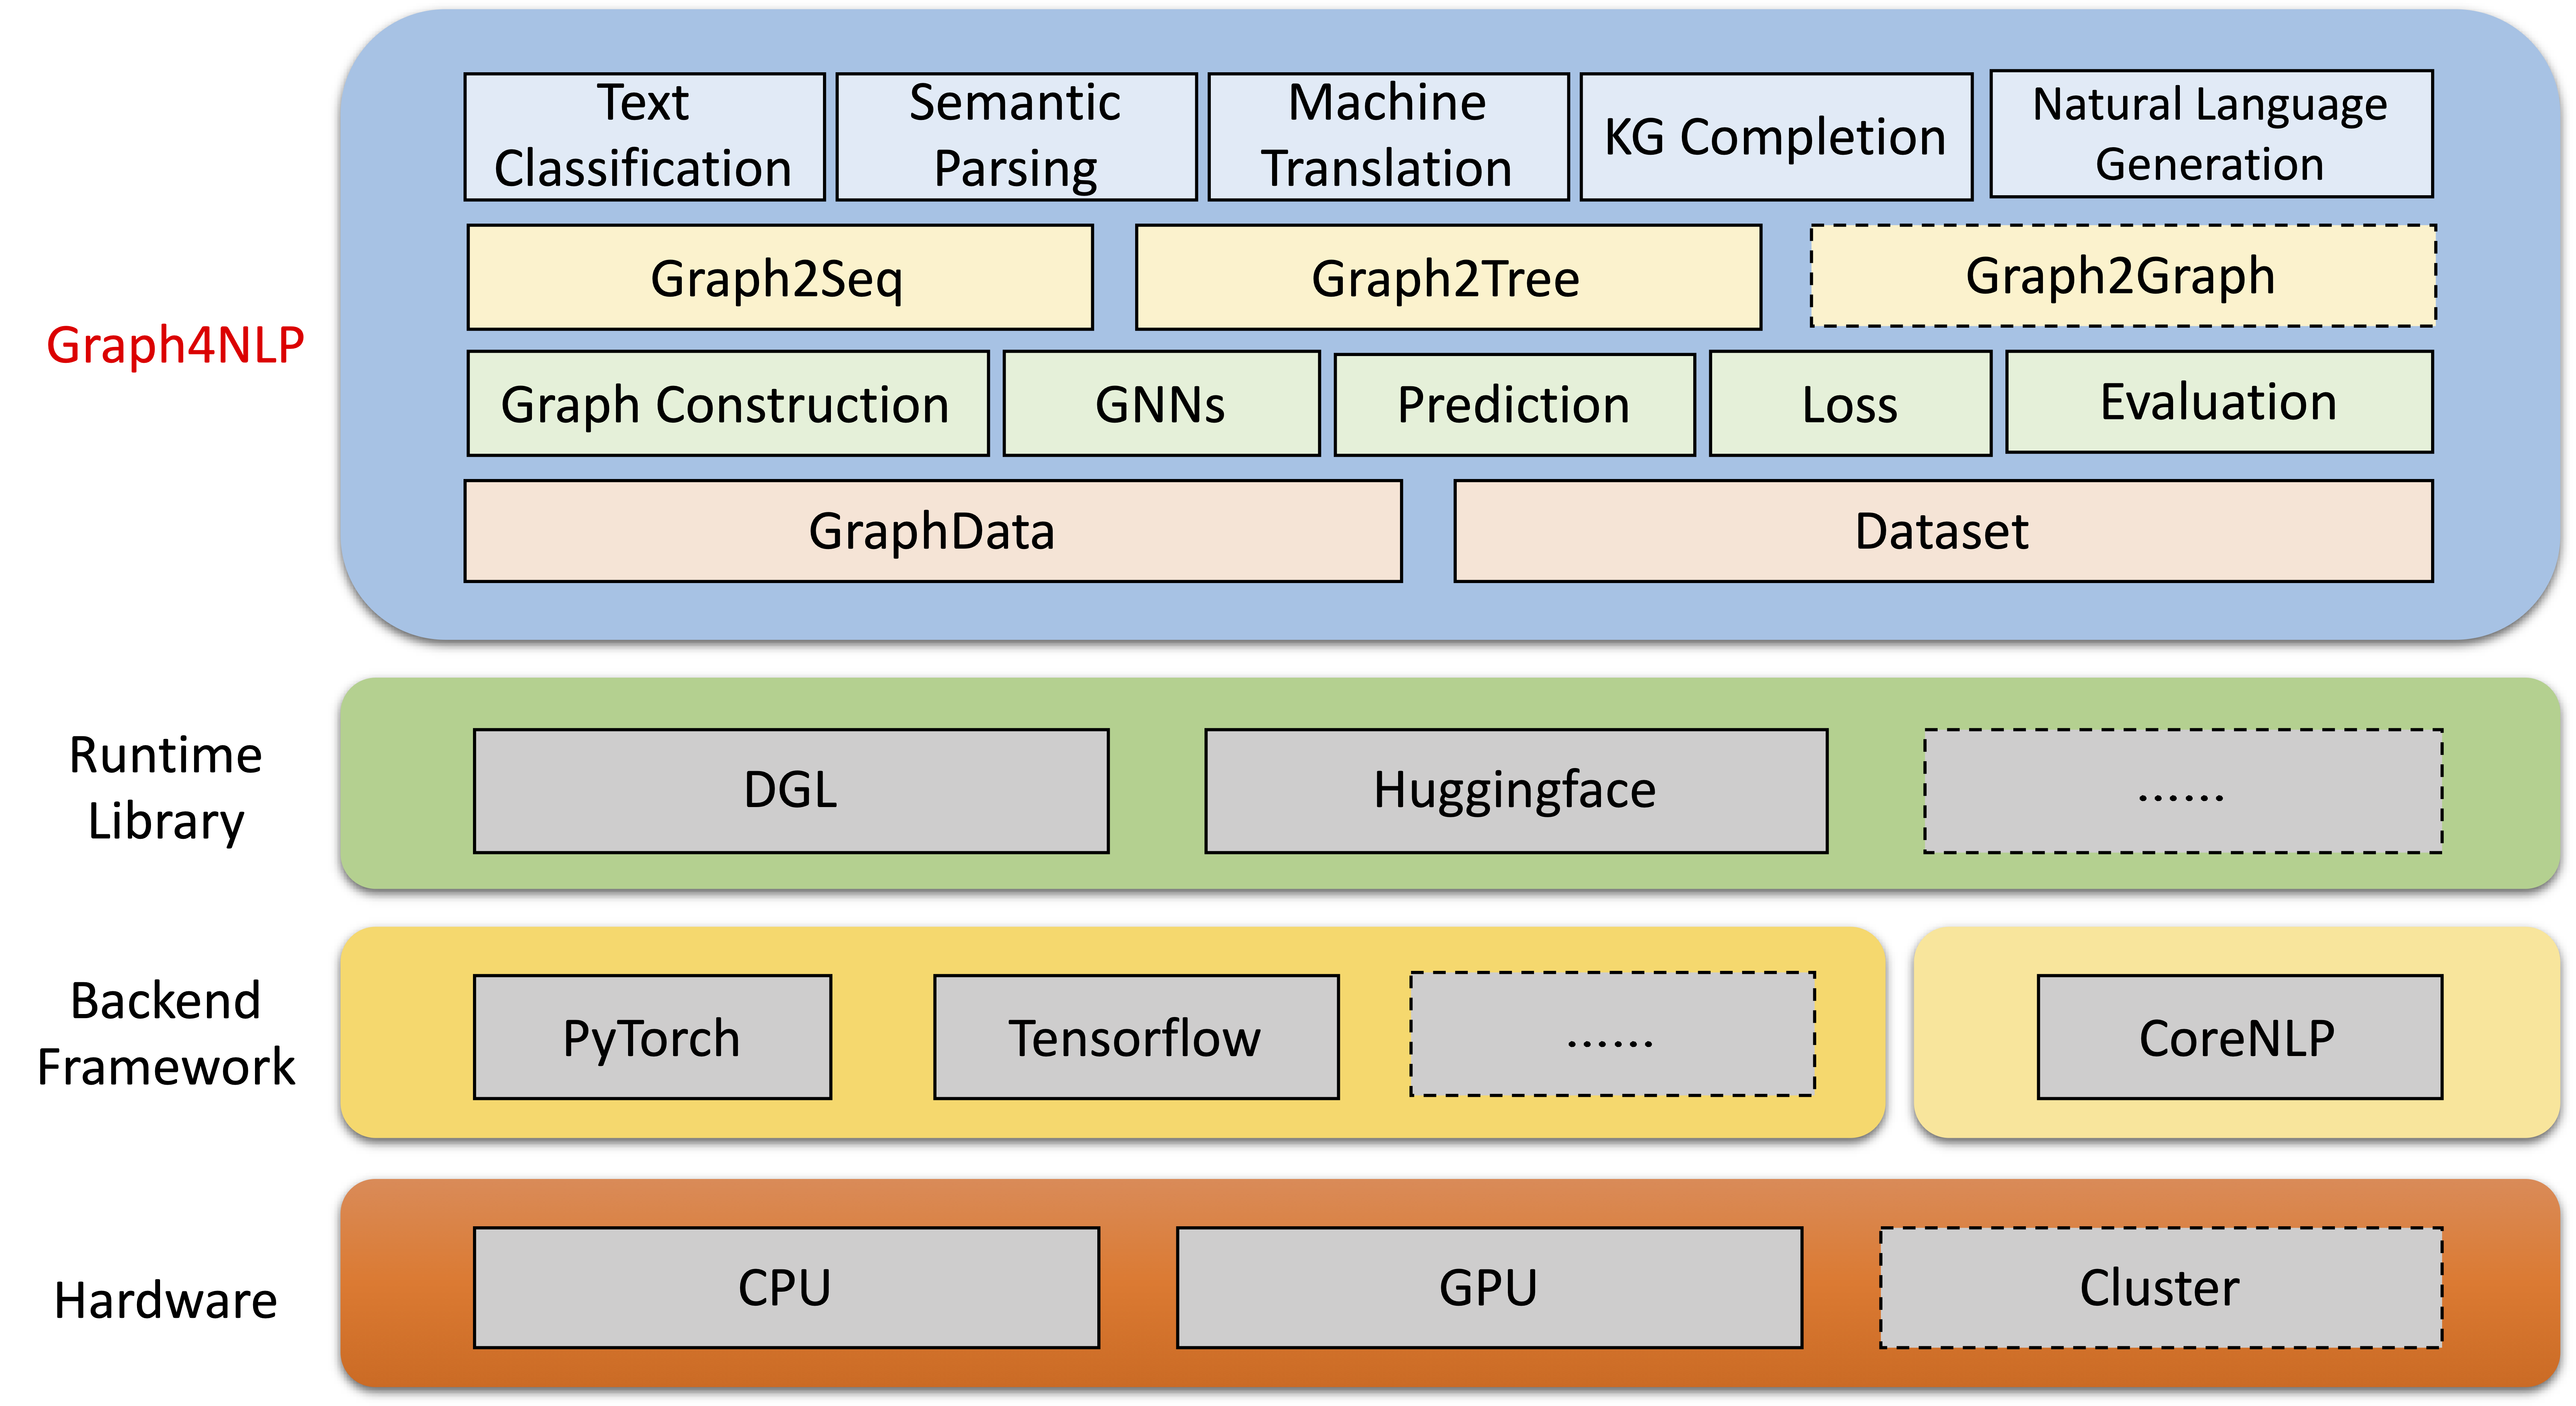 Graph4NLP
Text
Classification
Semantic
Parsing
Machine
Translation
KG Completion
Natural Language
Generation
Graph2Seq
Graph2Tree
Graph2Graph
Graph Construction
GNNs
Prediction
Loss
Evaluation
GraphData
Dataset
Runtime
Library
DGL
Huggingface
......
Backend
Framework
PyTorch
Tensorflow
......
CoreNLP
Hardware
CPU
GPU
Cluster